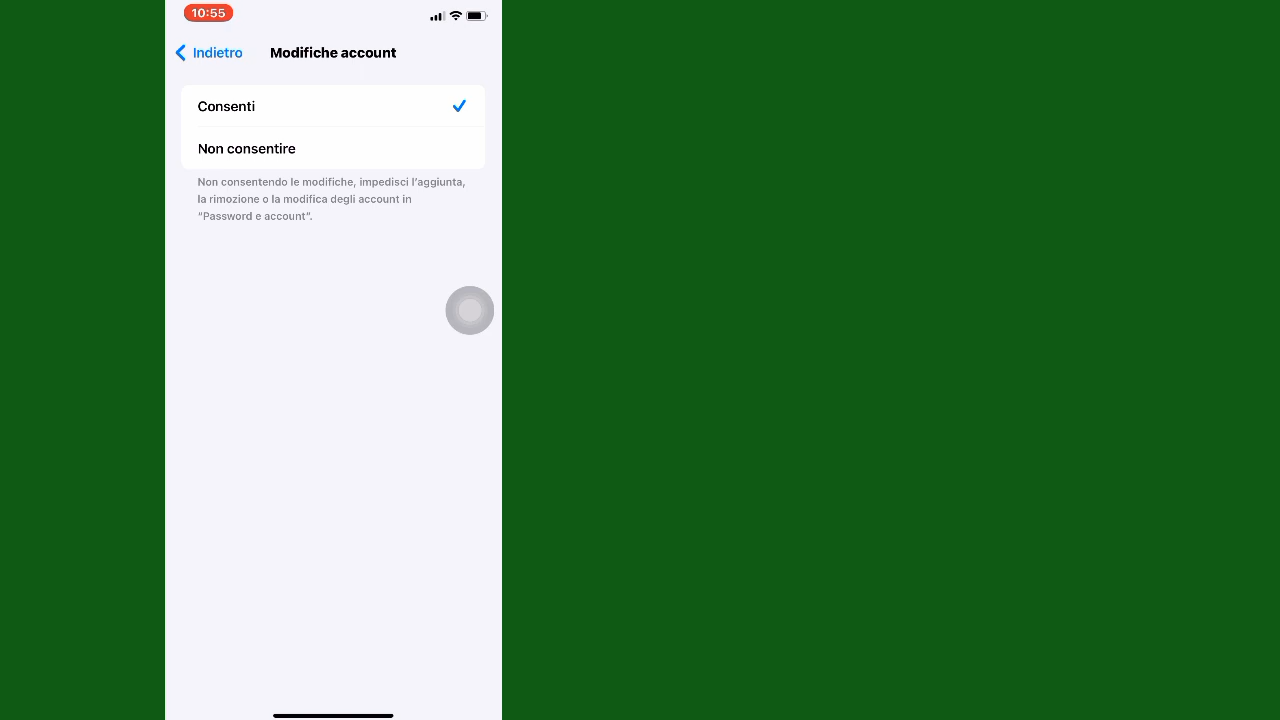 10:55
Indietro
Modifiche account
Consenti
Non consentire
Non consentendo le modifiche, impedisci l'aggiunta,
la rimozione o la modifica degli account in
“Password e account”.